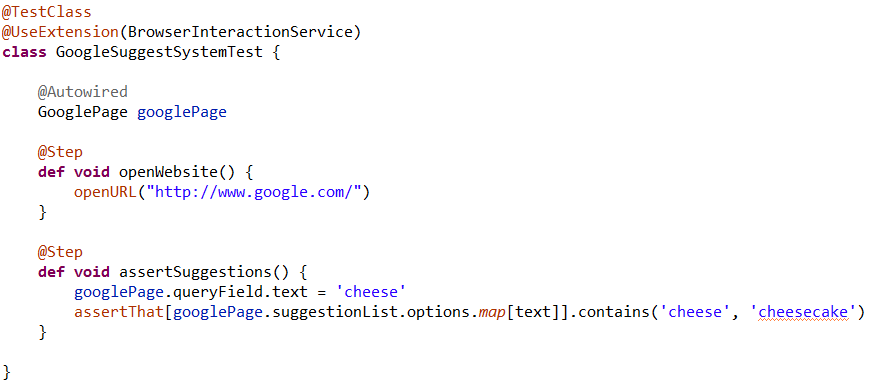 @TestClass
@UseExtension(BrowserInteractionService)
class GoogleSuggestSystemTest {
@Autowired
GooglePage googlePage
@Step
def void openWebsite() {
openURL("http://www.google.com/")
}
@Step
def void assertSuggestions() {
googlePage.queryField.text = 'cheese'
assertThat[googlePage.suggestionList.options.map[text]].contains('cheese', 'cheesecake')
}
}